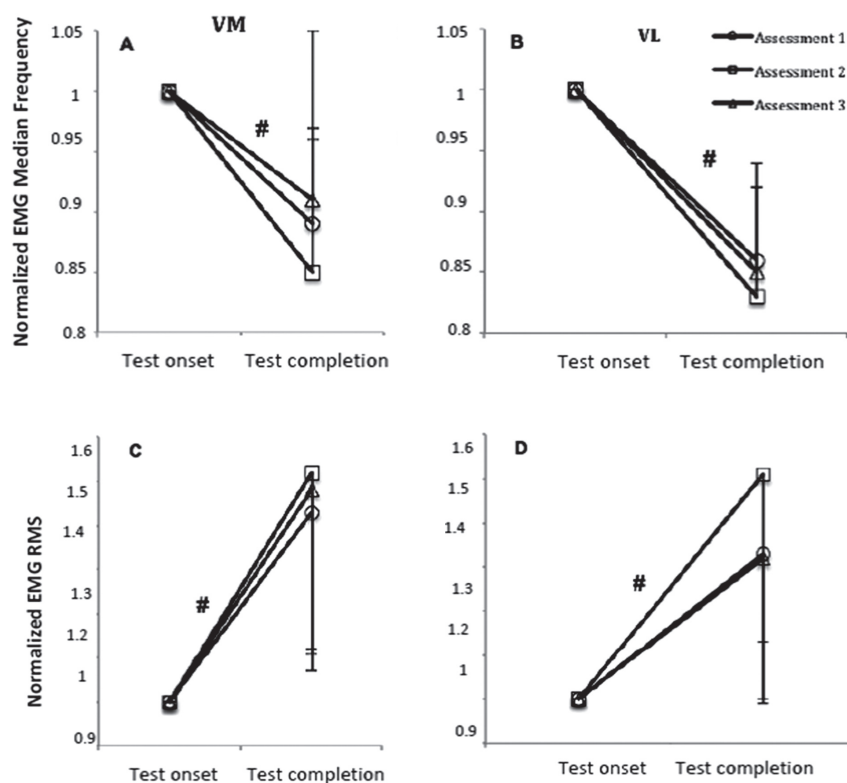 VM
A
Normalized EMG Median Frequency
1.05
1
0.95
0.9
0.85
0.8
#
Test onset Test completion
B
VL
Assessment 1
Assessment 2
Assessment 3
1.05
1
0.95
0.9
0.85
0.8
#
Test onset Test completion
C
Normalized EMG RMS
1.6
1.5
1.4
1.3
1.2
1
0.9
#
Test onset Test completion
D
1.6
1.5
1.4
1.3
1.2
1
0.9
#
Test onset Test completion